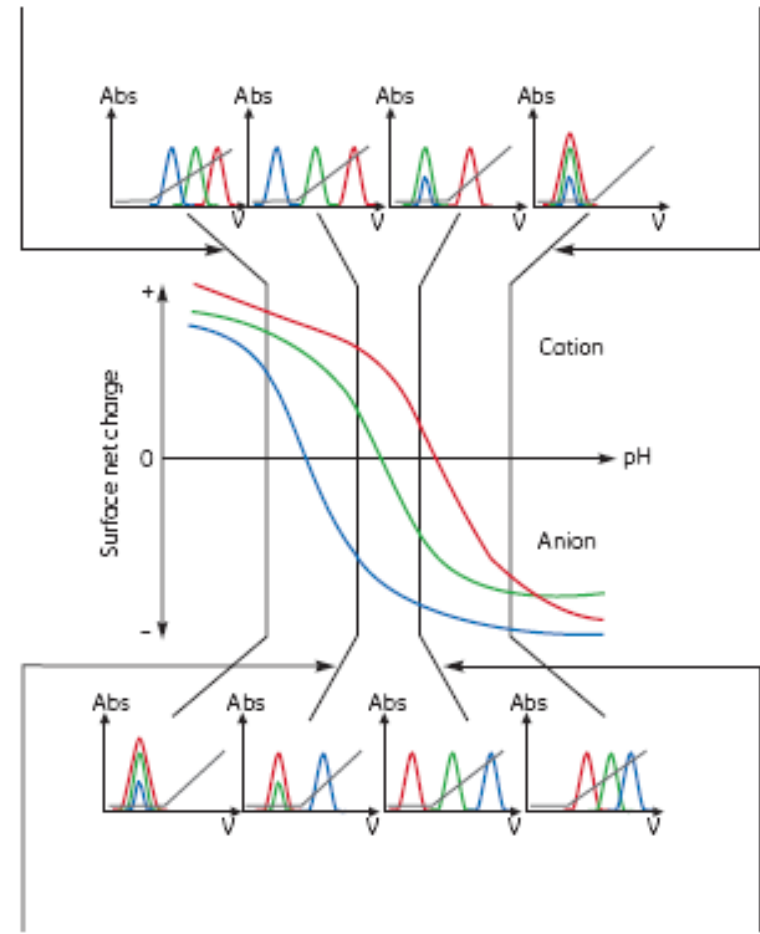 Abs Abs Abs Abs
V V V V
+
Cation
Surface net charge
0
pH
Anion
−
Abs Abs Abs Abs
V V V V